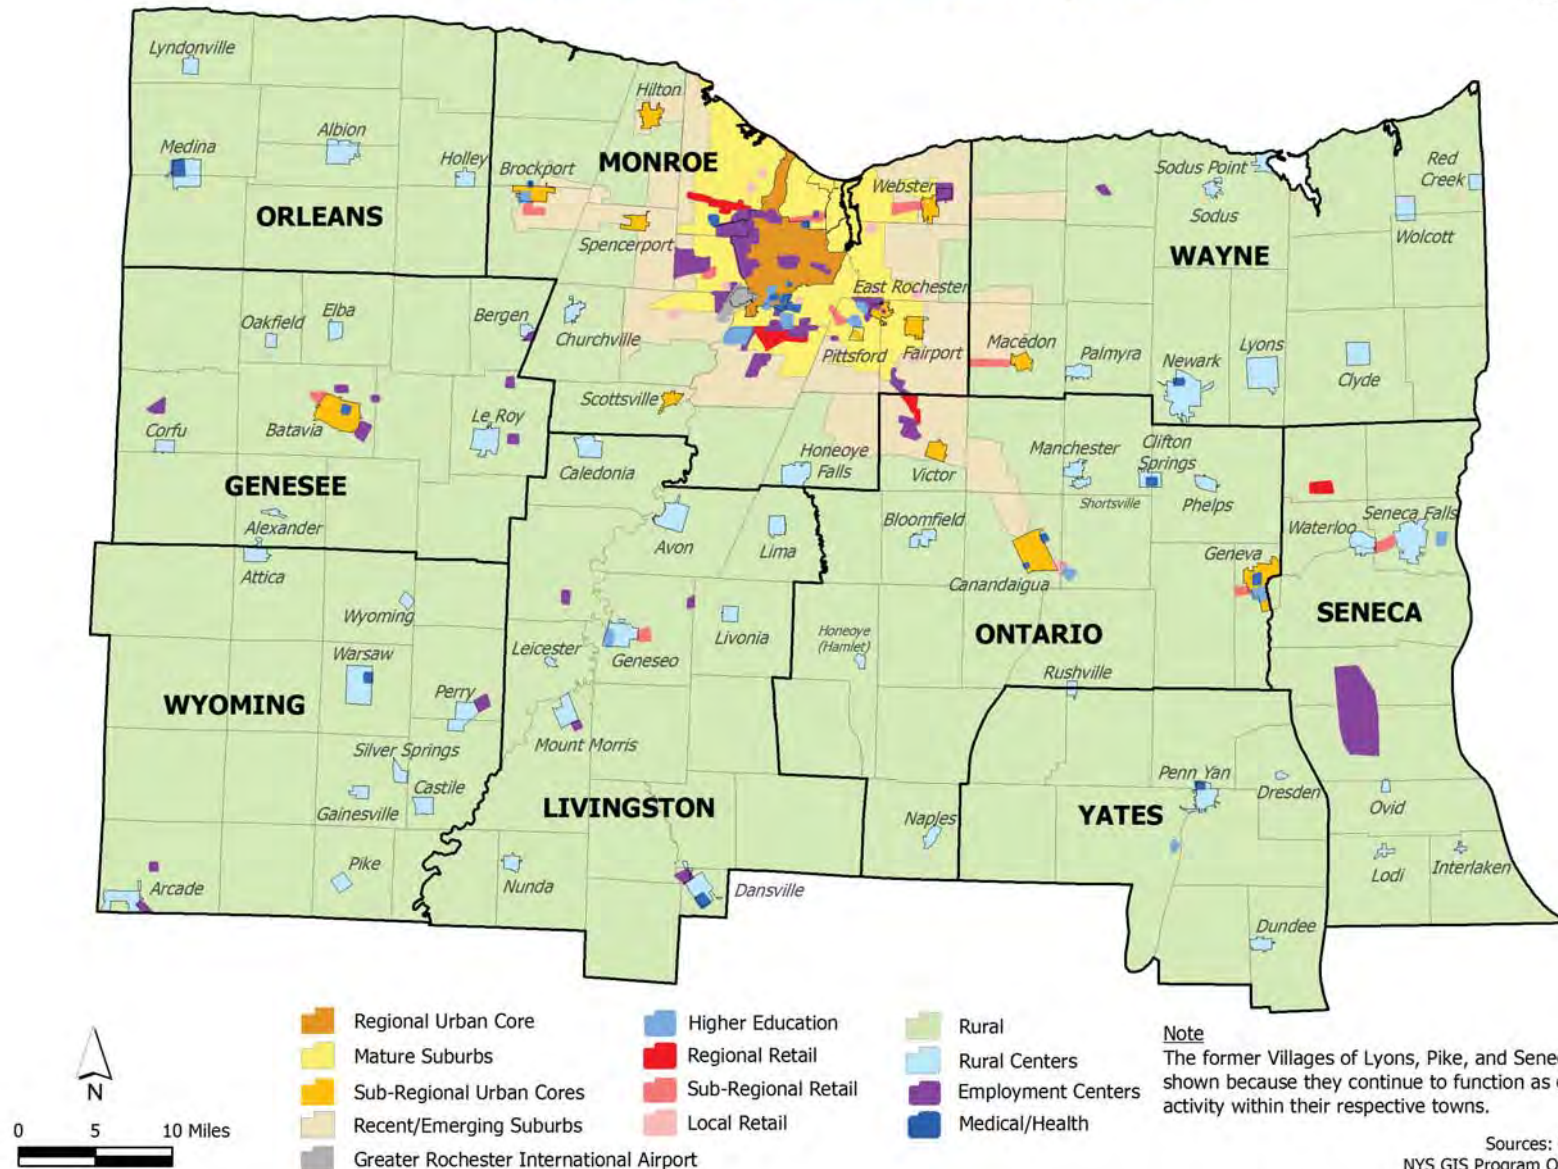 Lyndonville
Hilton
Medina
Albion
Holley
Brockport
MONROE
Webster
Sodus Point
Red
Creek
ORLEANS
Sodus
Wolcott
Spencerport
WAYNE
East Rochester
Oakfield
Elba
Bergen
Churchville
Pittsford
Fairport
Macedon
Palmyra
Newark
Lyons
Clyde
Scottsville
Corfu
Batavia
Le Roy
Caledonia
Honeoye
Falls
Victor
Manchester
Clifton
Springs
Shortsville
Phelps
GENESEE
Alexander
Attica
Avon
Lima
Bloomfield
Waterloo
Seneca Falls
Geneva
Canandaigua
Wyoming
Warsaw
Leicester
Geneseo
Livonia
Honeoye
(Hamlet)
ONTARIO
SENECA
Rushville
WYOMING
Perry
Mount Morris
Silver Springs
Castile
Gainesville
LIVINGSTON
Penn Yan
Dresden
Ovid
YATES
Naples
Arcade
Pike
Nunda
Dansville
Lodi
Interlaken
Dundee
N
0 5 10 Miles
Regional Urban Core
Mature Suburbs
Sub-Regional Urban Cores
Recent/Emerging Suburbs
Greater Rochester International Airport
Higher Education
Regional Retail
Sub-Regional Retail
Local Retail
Rural
Rural Centers
Employment Centers
Medical/Health
Note
The former Villages of Lyons, Pike, and Sene
shown because they continue to function as
activity within their respective towns.
Sources:
NYS GIS Program O